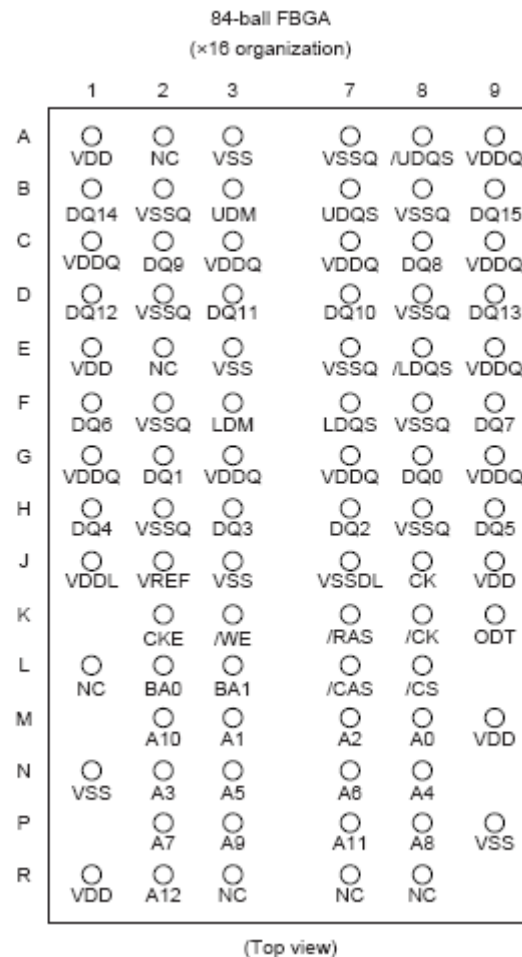 84-ball FBGA
(×16 organization)
1 2 3 7 8 9
A
VDD NC VSS VSSQ /UDQS VDDQ
B
DQ14 VSSQ UDM UDQS VSSQ DQ15
C
VDDQ DQ9 VDDQ VDDQ DQ8 VDDQ
D
DQ12 VSSQ DQ11 DQ10 VSSQ DQ13
E
VDD NC VSS VSSQ /LDQS VDDQ
F
DQ6 VSSQ LDM LDQS VSSQ DQ7
G
VDDQ DQ1 VDDQ VDDQ DQ0 VDDQ
H
DQ4 VSSQ DQ3 DQ2 VSSQ DQ5
J
VDDL VREF VSS VSSDL CK VDD
K
CKE /WE /RAS /CK ODT
L
NC BA0 BA1 /CAS /CS
M
A10 A1 A2 A0 VDD
N
VSS A3 A5 A6 A4
P
A7 A9 A11 A8 VSS
R
VDD A12 NC NC NC
(Top view)